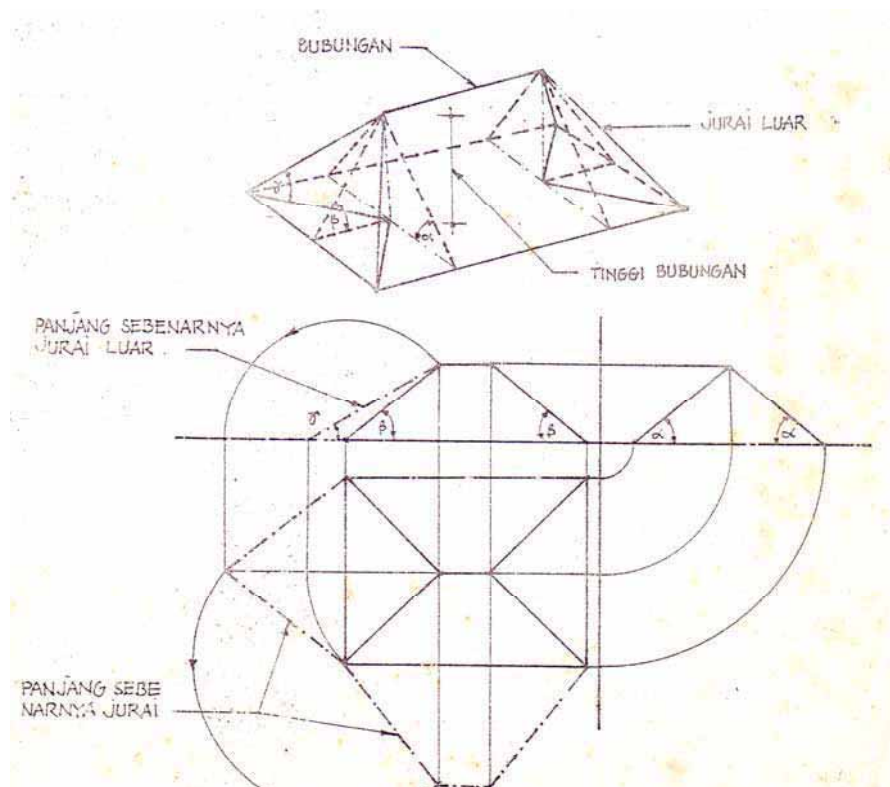 BUBUNGAN
JURAI LUAR
γ
β
α
TINGGI BUBUNGAN
PANJANG SEBENARNYA
JURAI LUAR
γ
β
β
α
α
PANJANG SEBE
NARNYA JURAI